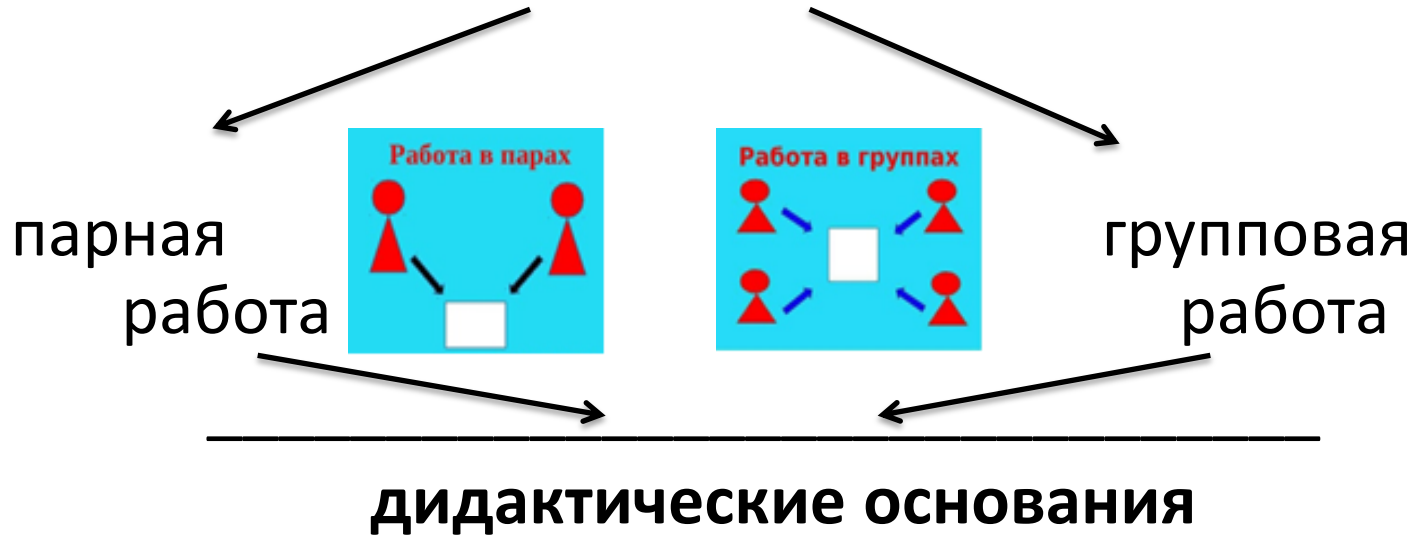 Работа в парах
Работа в группах
парная
работа
групповая
работа
дидактические основания